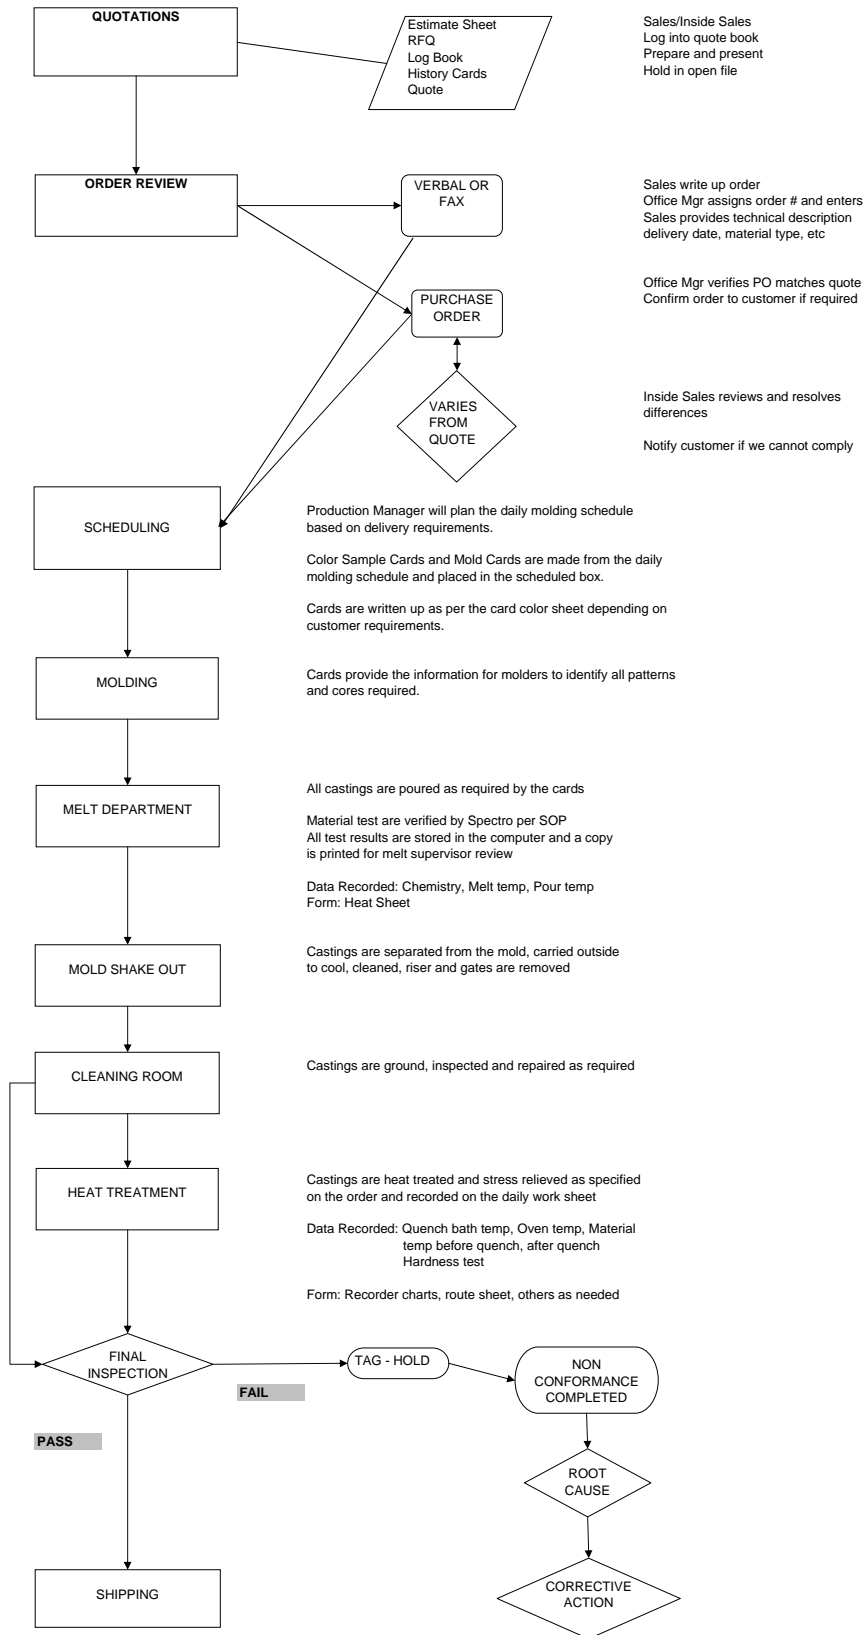 QUOTATIONS
Estimate Sheet
RFQ
Log Book
History Cards
Quote
Sales/Inside Sales
Log into quote book
Prepare and present
Hold in open file
ORDER REVIEW
VERBAL OR
FAX
Sales write up order
Office Mgr assigns order # and enters
Sales provides technical description
delivery date, material type, etc
PURCHASE
ORDER
Office Mgr verifies PO matches quote
Confirm order to customer if required
VARIES
FROM
QUOTE
Inside Sales reviews and resolves
differences
Notify customer if we cannot comply
SCHEDULING
Production Manager will plan the daily molding schedule
based on delivery requirements.
Color Sample Cards and Mold Cards are made from the daily
molding schedule and placed in the scheduled box.
Cards are written up as per the card color sheet depending on
customer requirements.
MOLDING
Cards provide the information for molders to identify all patterns
and cores required.
MELT DEPARTMENT
All castings are poured as required by the cards
Material test are verified by Spectro per SOP
All test results are stored in the computer and a copy
is printed for melt supervisor review
Data Recorded: Chemistry, Melt temp, Pour temp
Form: Heat Sheet
MOLD SHAKE OUT
Castings are separated from the mold, carried outside
to cool, cleaned, riser and gates are removed
CLEANING ROOM
Castings are ground, inspected and repaired as required
HEAT TREATMENT
Castings are heat treated and stress relieved as specified
on the order and recorded on the daily work sheet
Data Recorded: Quench bath temp, Oven temp, Material
temp before quench, after quench
Hardness test
Form: Recorder charts, route sheet, others as needed
FINAL
INSPECTION
TAG - HOLD
NON
CONFORMANCE
COMPLETED
FAIL
PASS
ROOT
CAUSE
SHIPPING
CORRECTIVE
ACTION